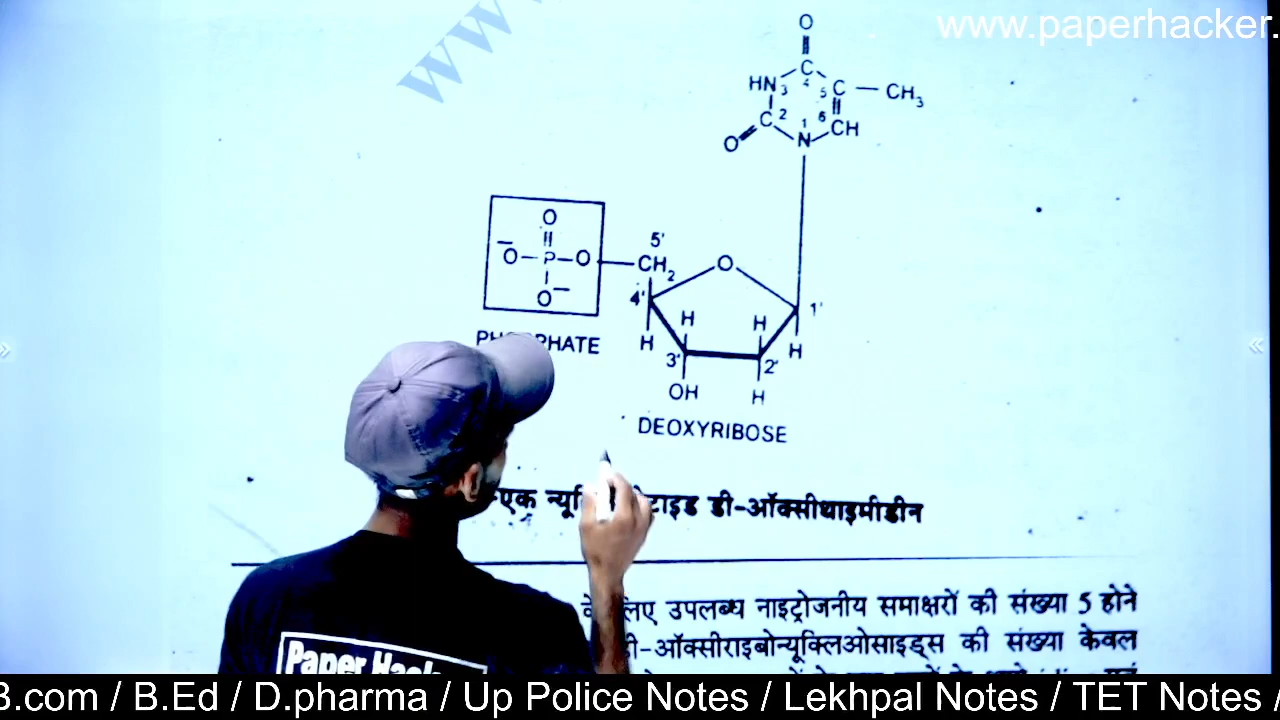 www.paperhacker.
www
O
C
4
HN 3
5 C — CH3
C 2
1
6
CH
O
N
O
5'
‾O—P—O
CH2
O
O‾
4'
1'
H
H
H
H
3'
2'
PHATE
OH
H
DEOXYRIBOSE
-एक डी-ऑक्सीथाइमीडीन
लिए उपलब्ध नाइट्रोजनीय समाक्षरों की संख्या 5 होने
डी-ऑक्सीराइबोन्यूक्लिओसाइड्स की संख्या केवल
Paper Hack
B.com / B.Ed / D.pharma / Up Police Notes / Lekhpal Notes / TET Notes /